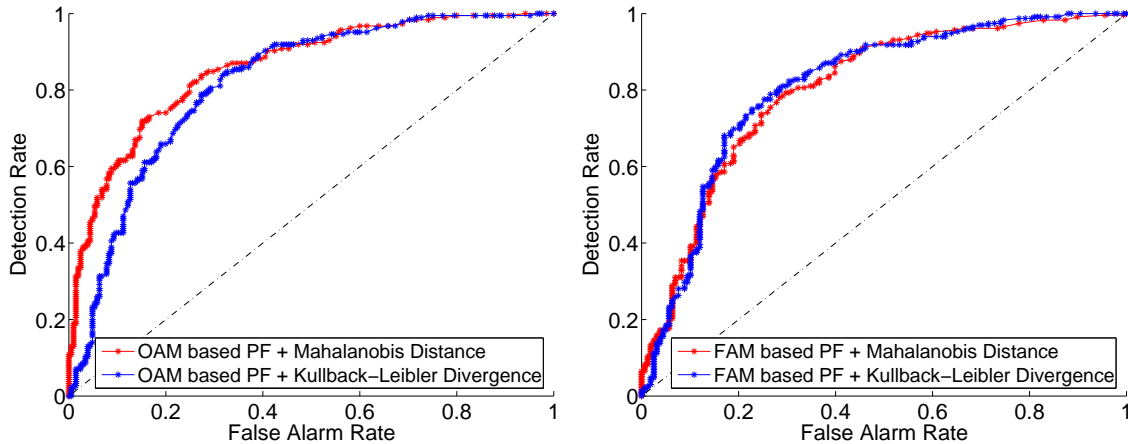 1
0.8
0.6
0.4
0.2
0
Detection Rate
OAM based PF + Mahalanobis Distance
OAM based PF + Kullback−Leibler Divergence
0 0.2 0.4 0.6 0.8 1
False Alarm Rate
1
0.8
0.6
0.4
0.2
0
Detection Rate
FAM based PF + Mahalanobis Distance
FAM based PF + Kullback−Leibler Divergence
0 0.2 0.4 0.6 0.8 1
False Alarm Rate